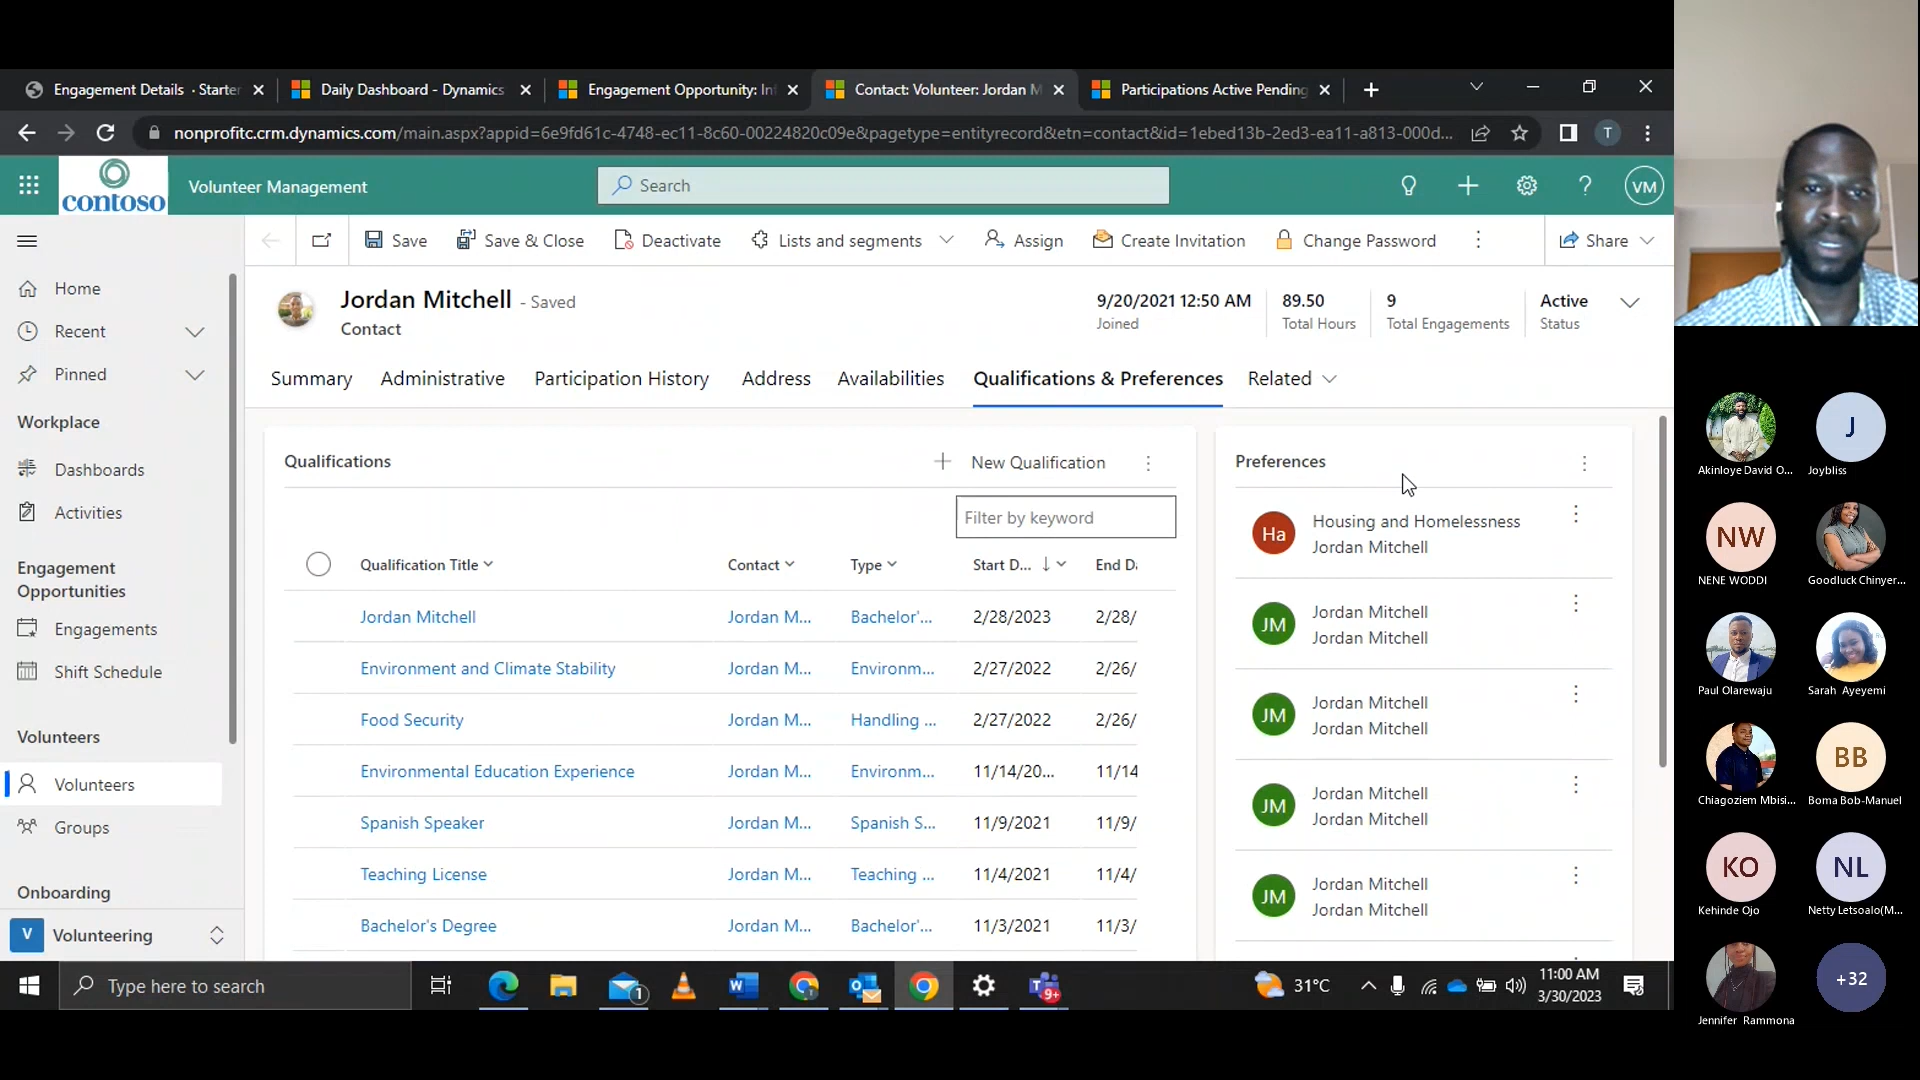 Engagement Details · Starter
Daily Dashboard - Dynamics
Engagement Opportunity: In
Contact: Volunteer: Jordan M
Participations Active Pending
nonprofitc.crm.dynamics.com/main.aspx?appid=6e9fd61c-4748-ec11-8c60-00224820c09e&pagetype=entityrecord&etn=contact&id=1ebed13b-2ed3-ea11-a813-000d...
T
contoso
Volunteer Management
Search
VM
Save
Save & Close
Deactivate
Lists and segments
Assign
Create Invitation
Change Password
Share
Home
Recent
Pinned
Workplace
Dashboards
Activities
Engagement
Opportunities
Engagements
Shift Schedule
Volunteers
Volunteers
Groups
Onboarding
V
Volunteering
Jordan Mitchell - Saved
Contact
9/20/2021 12:50 AM
Joined
89.50
Total Hours
9
Total Engagements
Active
Status
Summary
Administrative
Participation History
Address
Availabilities
Qualifications & Preferences
Related
Qualifications
New Qualification
Filter by keyword
Qualification Title Contact Type Start D... End D
Jordan Mitchell Jordan M... Bachelor'... 2/28/2023 2/28/
Environment and Climate Stability Jordan M... Environm... 2/27/2022 2/26/
Food Security Jordan M... Handling ... 2/27/2022 2/26/
Environmental Education Experience Jordan M... Environm... 11/14/20... 11/14
Spanish Speaker Jordan M... Spanish S... 11/9/2021 11/9/
Teaching License Jordan M... Teaching ... 11/4/2021 11/4/
Bachelor's Degree Jordan M... Bachelor'... 11/3/2021 11/3/
Preferences
Ha
Housing and Homelessness
Jordan Mitchell
JM
Jordan Mitchell
Jordan Mitchell
JM
Jordan Mitchell
Jordan Mitchell
JM
Jordan Mitchell
Jordan Mitchell
JM
Jordan Mitchell
Jordan Mitchell
Type here to search
1
9+
31°C
11:00 AM
3/30/2023
Akinloye David O...
J
Joybliss
NW
NENE WODDI
Goodluck Chinyer...
Paul Olarewaju
Sarah Ayeyemi
Chiagoziem Mbisi...
BB
Boma Bob-Manuel
KO
Kehinde Ojo
NL
Netty Letsoalo(M...
Jennifer Rammona
+32